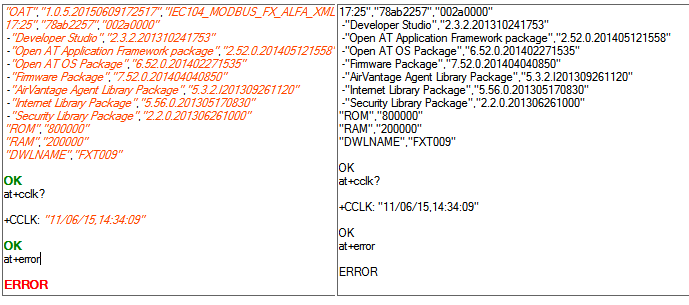 "OAT","1.0.5.20150609172517","IEC104_MODBUS_FX_ALFA_XML
17:25","78ab2257","002a0000"
-"Developer Studio","2.3.2.201310241753"
-"Open AT Application Framework package","2.52.0.201405121558"
-"Open AT OS Package","6.52.0.201402271535"
-"Firmware Package","7.52.0.201404040850"
-"AirVantage Agent Library Package","5.3.2.I201309261120"
-"Internet Library Package","5.56.0.201305170830"
-"Security Library Package","2.2.0.201306261000"
"ROM","800000"
"RAM","200000"
"DWLNAME","FXT009"
OK
at+cclk?
+CCLK: "11/06/15,14:34:09"
OK
at+error
ERROR
17:25","78ab2257","002a0000"
-"Developer Studio","2.3.2.201310241753"
-"Open AT Application Framework package","2.52.0.201405121558"
-"Open AT OS Package","6.52.0.201402271535"
-"Firmware Package","7.52.0.201404040850"
-"AirVantage Agent Library Package","5.3.2.I201309261120"
-"Internet Library Package","5.56.0.201305170830"
-"Security Library Package","2.2.0.201306261000"
"ROM","800000"
"RAM","200000"
"DWLNAME","FXT009"
OK
at+cclk?
+CCLK: "11/06/15,14:34:09"
OK
at+error
ERROR